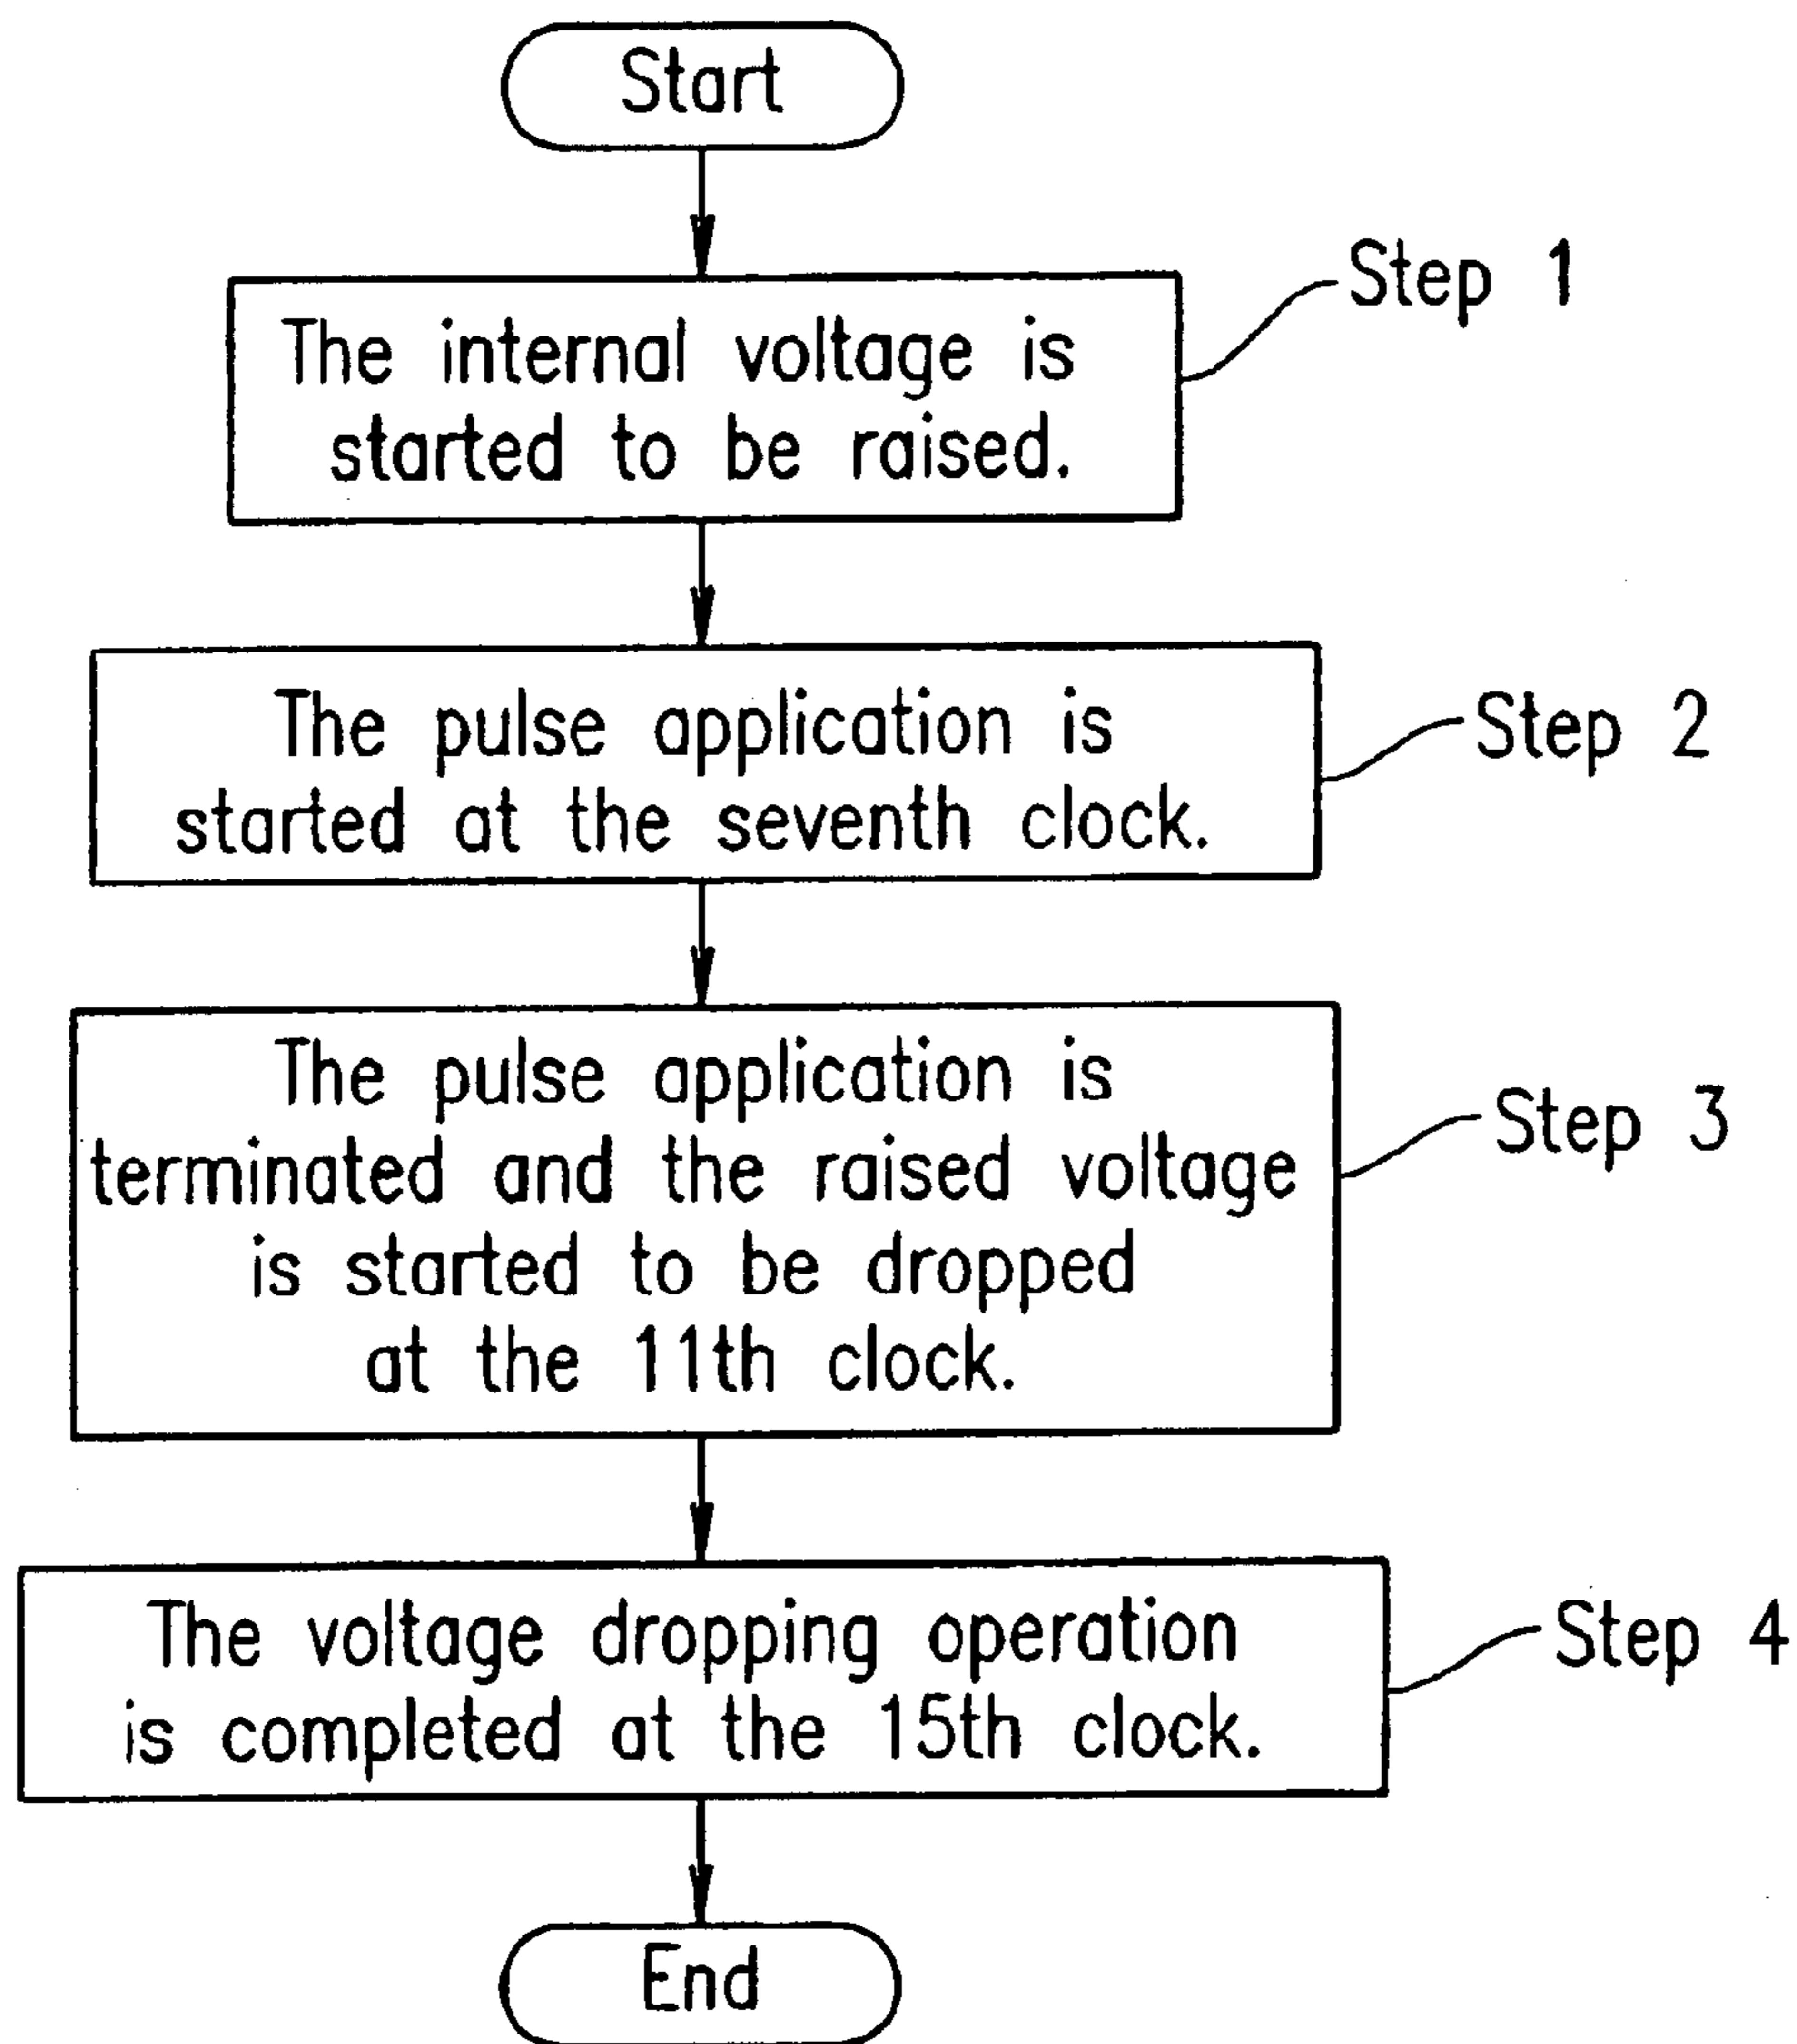 Start
Step 1
The internal voltage is
started to be raised.
The pulse application is
started at the seventh clock.
Step 2
The pulse application is
terminated and the raised voltage
is started to be dropped
at the 11th clock.
Step 3
The voltage dropping operation
is completed at the 15th clock.
Step 4
End